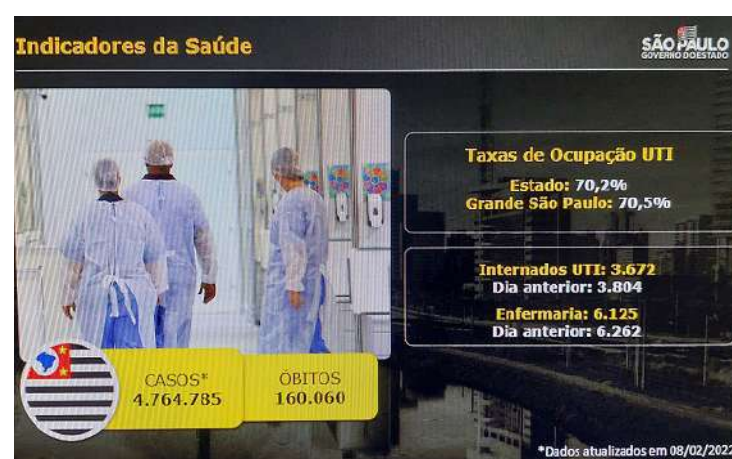 Indicadores da Saúde
SÃO PAULO
GOVERNO DO ESTADO
Taxas de Ocupação UTI
Estado: 70,2%
Grande São Paulo: 70,5%
Internados UTI: 3.672
Dia anterior: 3.804
Enfermaria: 6.125
Dia anterior: 6.262
CASOS*
4.764.785
ÓBITOS
160.060
*Dados atualizados em 08/02/2022